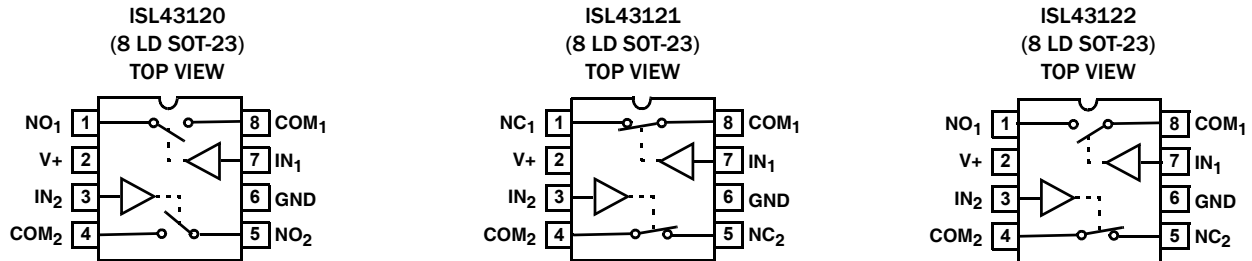 ISL43120
(8 LD SOT-23)
TOP VIEW
NO1 1 8 COM1
V+ 2 7 IN1
IN2 3 6 GND
COM2 4 5 NO2
ISL43121
(8 LD SOT-23)
TOP VIEW
NC1 1 8 COM1
V+ 2 7 IN1
IN2 3 6 GND
COM2 4 5 NC2
ISL43122
(8 LD SOT-23)
TOP VIEW
NO1 1 8 COM1
V+ 2 7 IN1
IN2 3 6 GND
COM2 4 5 NC2